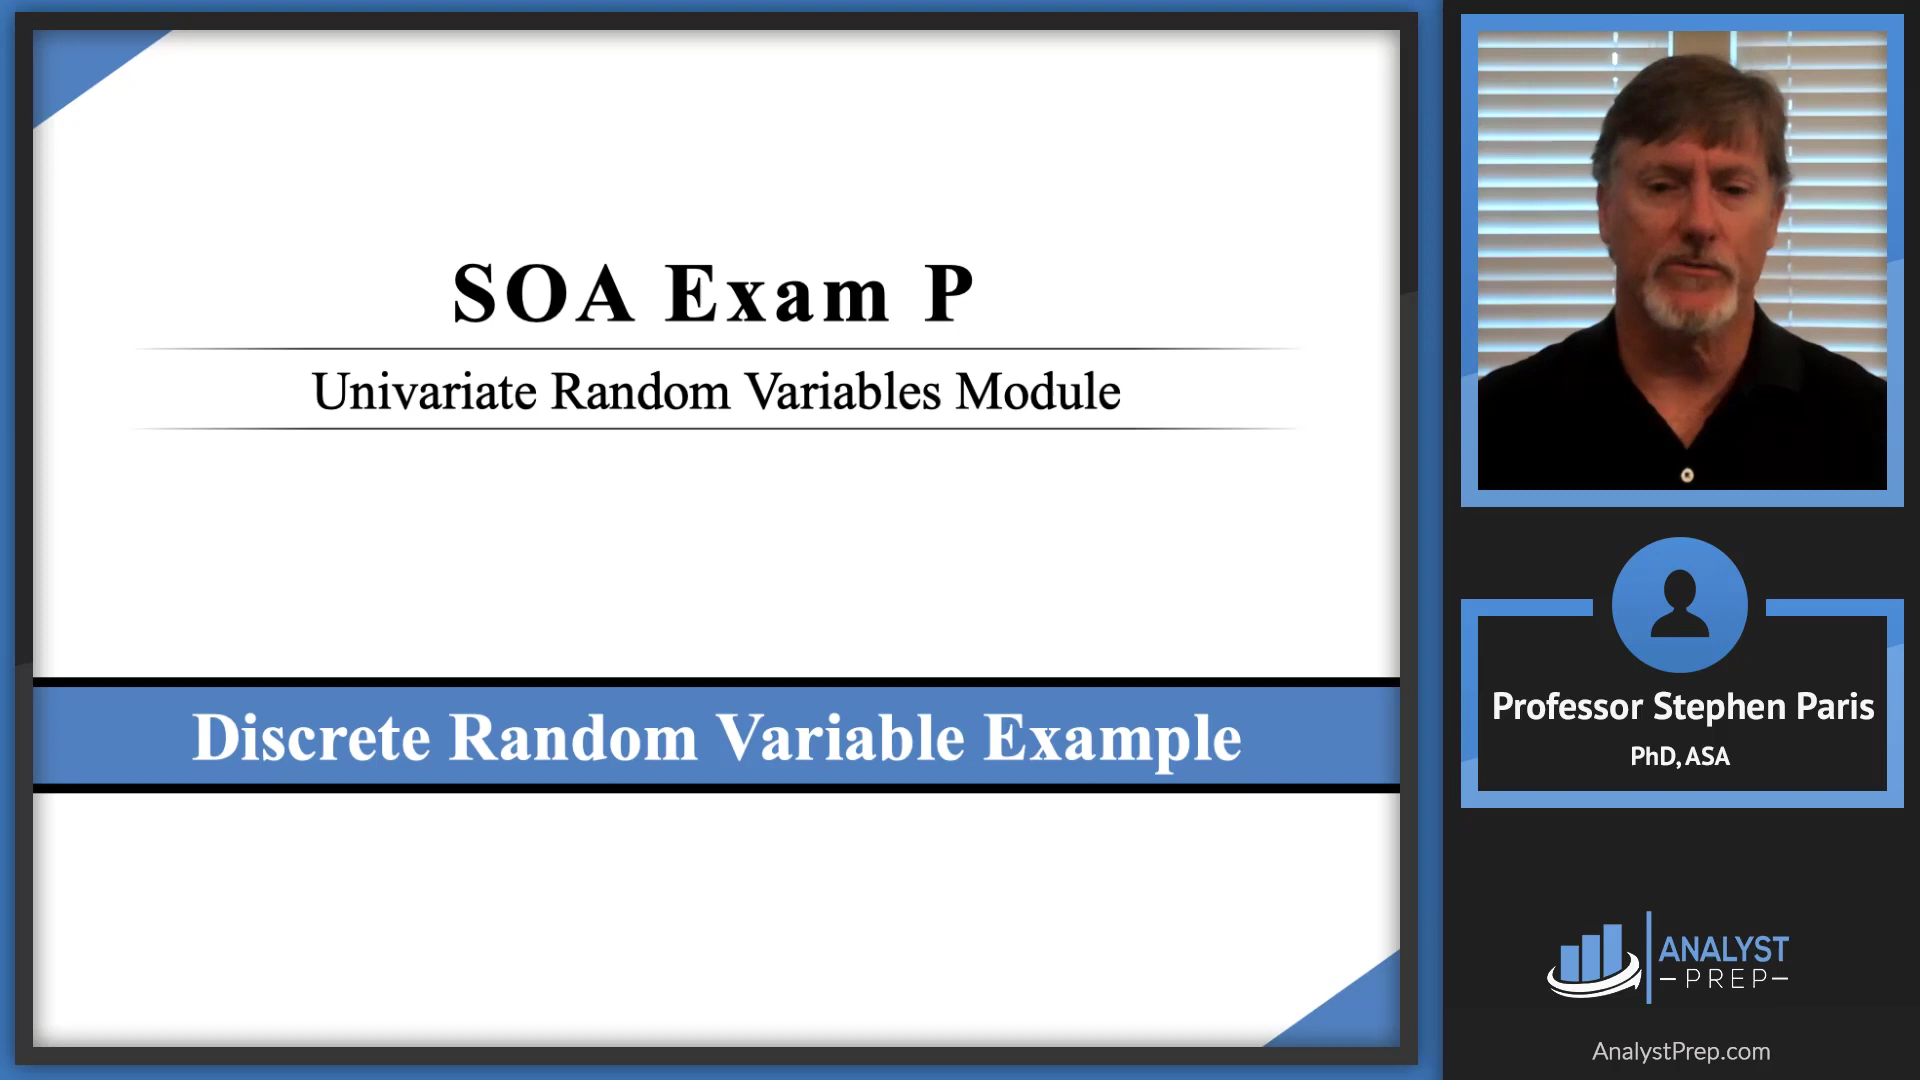 SOA Exam P
Univariate Random Variables Module
Discrete Random Variable Example
Professor Stephen Paris
PhD, ASA
ANALYST
PREP
AnalystPrep.com